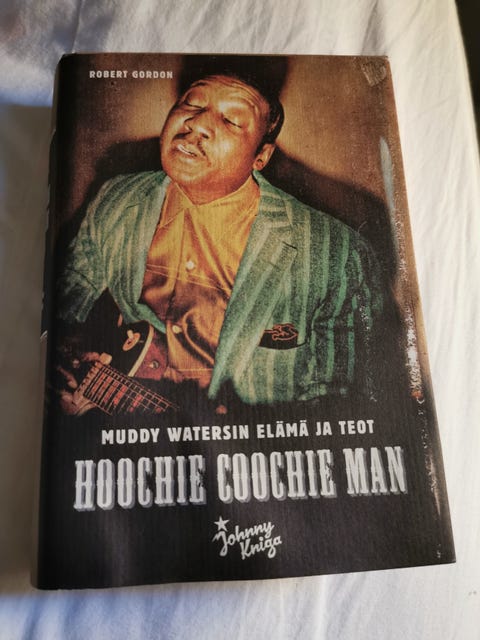 ROBERT GORDON
MUDDY WATERSIN ELÄMÄ JA TEOT
HOOCHIE COOCHIE MAN
Johnny
Kniga